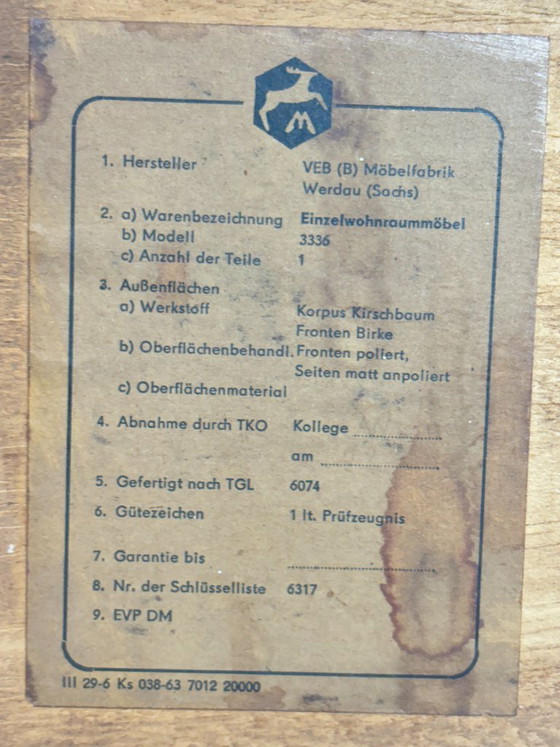 M
1. Hersteller VEB (B) Möbelfabrik
Werdau (Sachs)
2. a) Warenbezeichnung Einzelwohnraummöbel
b) Modell 3336
c) Anzahl der Teile 1
3. Außenflächen
a) Werkstoff Korpus Kirschbaum
Fronten Birke
b) Oberflächenbehandl. Fronten poliert,
Seiten matt anpoliert
c) Oberflächenmaterial
4. Abnahme durch TKO Kollege
am
5. Gefertigt nach TGL 6074
6. Gütezeichen 1 lt. Prüfzeugnis
7. Garantie bis
8. Nr. der Schlüsselliste 6317
9. EVP DM
III 29-6 Ks 038-63 7012 20000